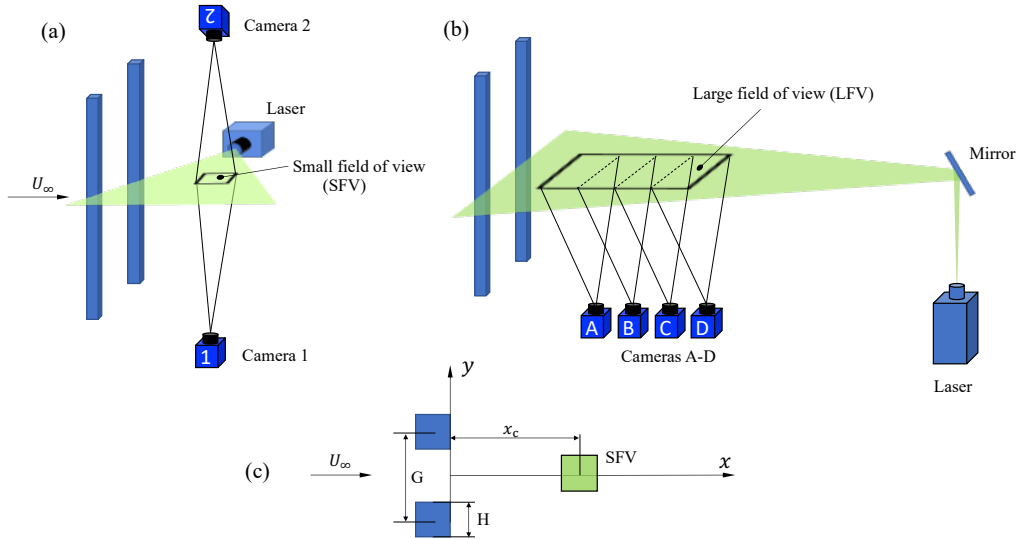 (a)
2
Camera 2
Laser
Small field of view
(SFV)
U∞
1
Camera 1
(b)
Large field of view (LFV)
Mirror
A B C D
Cameras A-D
Laser
(c)
y
x_c
SFV
U∞
G
x
H